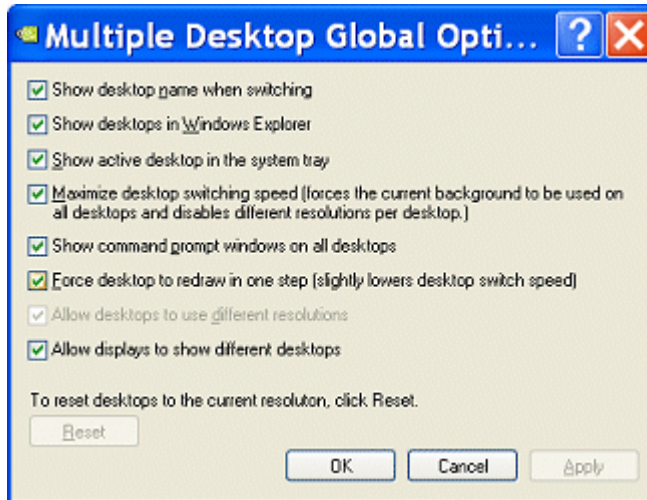 Multiple Desktop Global Opti... ?
Show desktop name when switching
Show desktops in Windows Explorer
Show active desktop in the system tray
Maximize desktop switching speed (forces the current background to be used on
all desktops and disables different resolutions per desktop.)
Show command prompt windows on all desktops
Force desktop to redraw in one step (slightly lowers desktop switch speed)
Allow desktops to use different resolutions
Allow displays to show different desktops
To reset desktops to the current resoluton, click Reset.
Reset
OK Cancel Apply